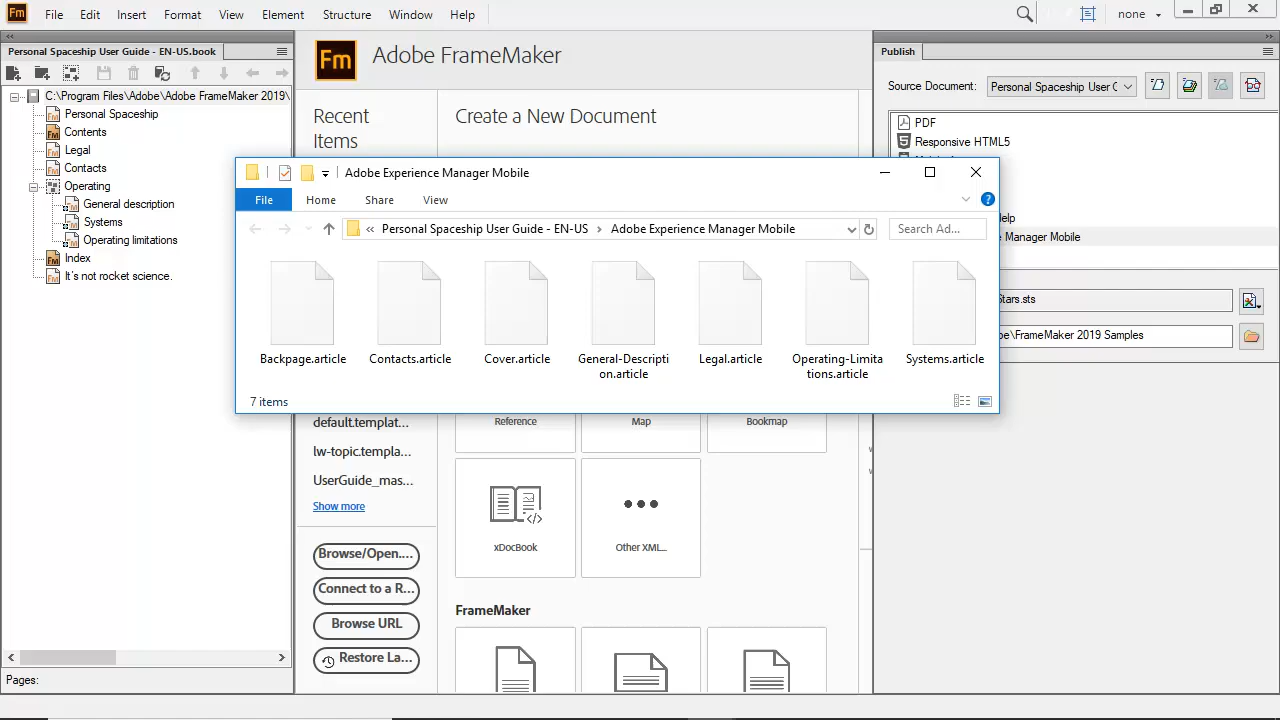 Fm
File Edit Insert Format View Element Structure Window Help
none
Personal Spaceship User Guide - EN-US.book
C:\Program Files\Adobe\Adobe FrameMaker 2019\
Personal Spaceship
Contents
Legal
Contacts
Operating
General description
Systems
Operating limitations
Index
It's not rocket science.
Pages:
Fm Adobe FrameMaker
Recent
Items
Create a New Document
Adobe Experience Manager Mobile
File Home Share View
« Personal Spaceship User Guide - EN-US > Adobe Experience Manager Mobile
Search Ad...
Backpage.article
Contacts.article
Cover.article
General-Descripti
on.article
Legal.article
Operating-Limita
tions.article
Systems.article
7 items
default.templat...
lw-topic.templa...
UserGuide_mas...
Show more
Browse/Open....
Connect to a R...
Browse URL
Restore La...
Reference
Map
Bookmap
xDocBook
Other XML...
FrameMaker
Publish
Source Document: Personal Spaceship User G
PDF
Responsive HTML5
elp
e Manager Mobile
Stars.sts
be\FrameMaker 2019 Samples